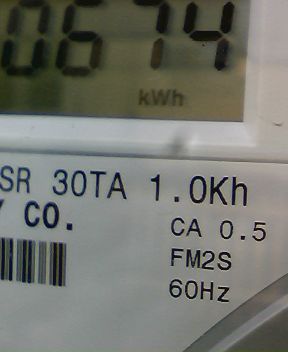 0674
kWh
SR 30TA 1.0Kh
Y CO.
CA 0.5
FM2S
60Hz